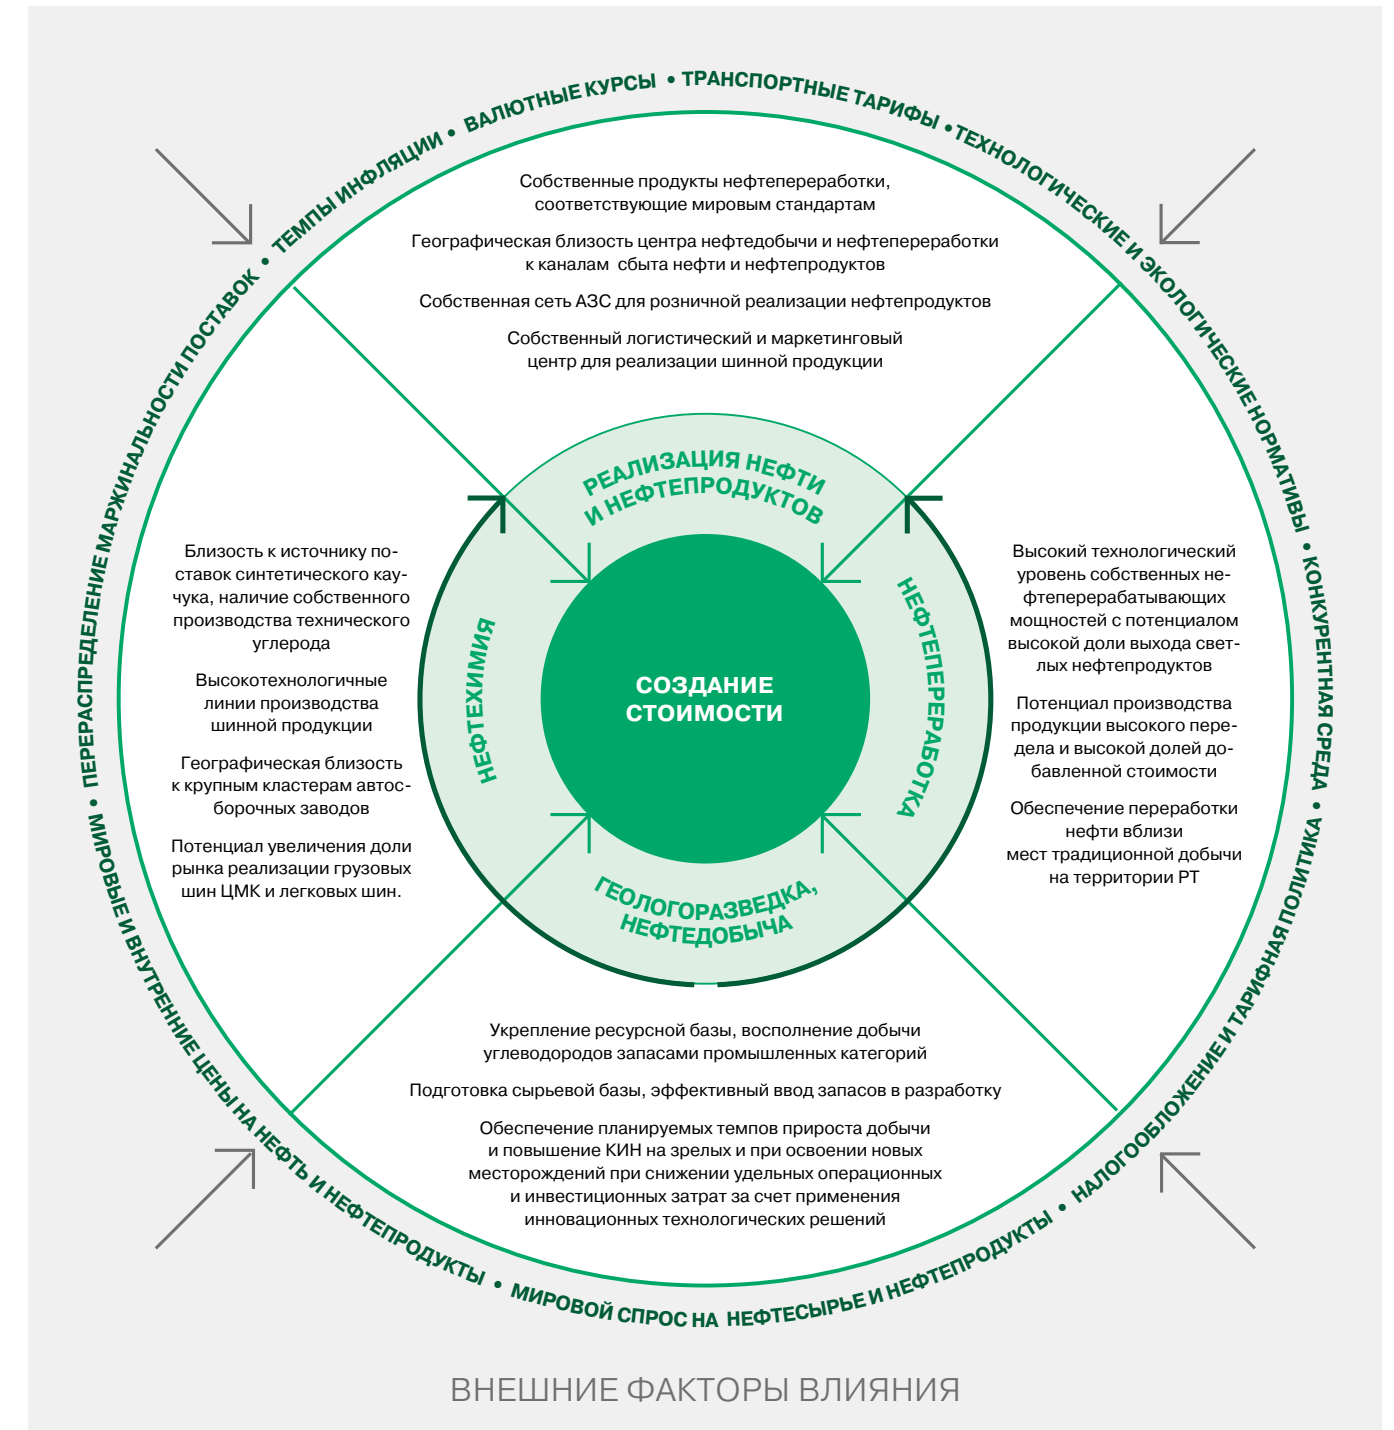 ПЕРЕРАСПРЕДЕЛЕНИЕ МАРЖИНАЛЬНОСТИ ПОСТАВОК • ТЕМПЫ ИНФЛЯЦИИ • ВАЛЮТНЫЕ КУРСЫ • ТРАНСПОРТНЫЕ ТАРИФЫ • ТЕХНОЛОГИЧЕСКИЕ И ЭКОЛОГИЧЕСКИЕ НОРМАТИВЫ • КОНКУРЕНТНАЯ СРЕДА • НАЛОГООБЛОЖЕНИЕ И ТАРИФНАЯ ПОЛИТИКА •
МИРОВЫЕ И ВНУТРЕННИЕ ЦЕНЫ НА НЕФТЬ И НЕФТЕПРОДУКТЫ • МИРОВОЙ СПРОС НА НЕФТЕСЫРЬЕ И НЕФТЕПРОДУКТЫ •
Собственные продукты нефтепереработки,
соответствующие мировым стандартам
Географическая близость центра нефтедобычи и нефтепереработки
к каналам сбыта нефти и нефтепродуктов
Собственная сеть АЗС для розничной реализации нефтепродуктов
Собственный логистический и маркетинговый
центр для реализации шинной продукции
РЕАЛИЗАЦИЯ НЕФТИ
И НЕФТЕПРОДУКТОВ
Близость к источнику по-
ставок синтетического кау-
чука, наличие собственного
производства технического
углерода
Высокотехнологичные
линии производства
шинной продукции
Географическая близость
к крупным кластерам автос-
борочных заводов
Потенциал увеличения доли
рынка реализации грузовых
шин ЦМК и легковых шин.
НЕФТЕХИМИЯ
СОЗДАНИЕ
СТОИМОСТИ
НЕФТЕПЕРЕРАБОТКА
Высокий технологический
уровень собственных не-
фтеперерабатывающих
мощностей с потенциалом
высокой доли выхода свет-
лых нефтепродуктов
Потенциал производства
продукции высокого пере-
дела и высокой долей до-
бавленной стоимости
Обеспечение переработки
нефти вблизи
мест традиционной добычи
на территории РТ
ГЕОЛОГОРАЗВЕДКА,
НЕФТЕДОБЫЧА
Укрепление ресурсной базы, восполнение добычи
углеводородов запасами промышленных категорий
Подготовка сырьевой базы, эффективный ввод запасов в разработку
Обеспечение планируемых темпов прироста добычи
и повышение КИН на зрелых и при освоении новых
месторождений при снижении удельных операционных
и инвестиционных затрат за счет применения
инновационных технологических решений
ВНЕШНИЕ ФАКТОРЫ ВЛИЯНИЯ